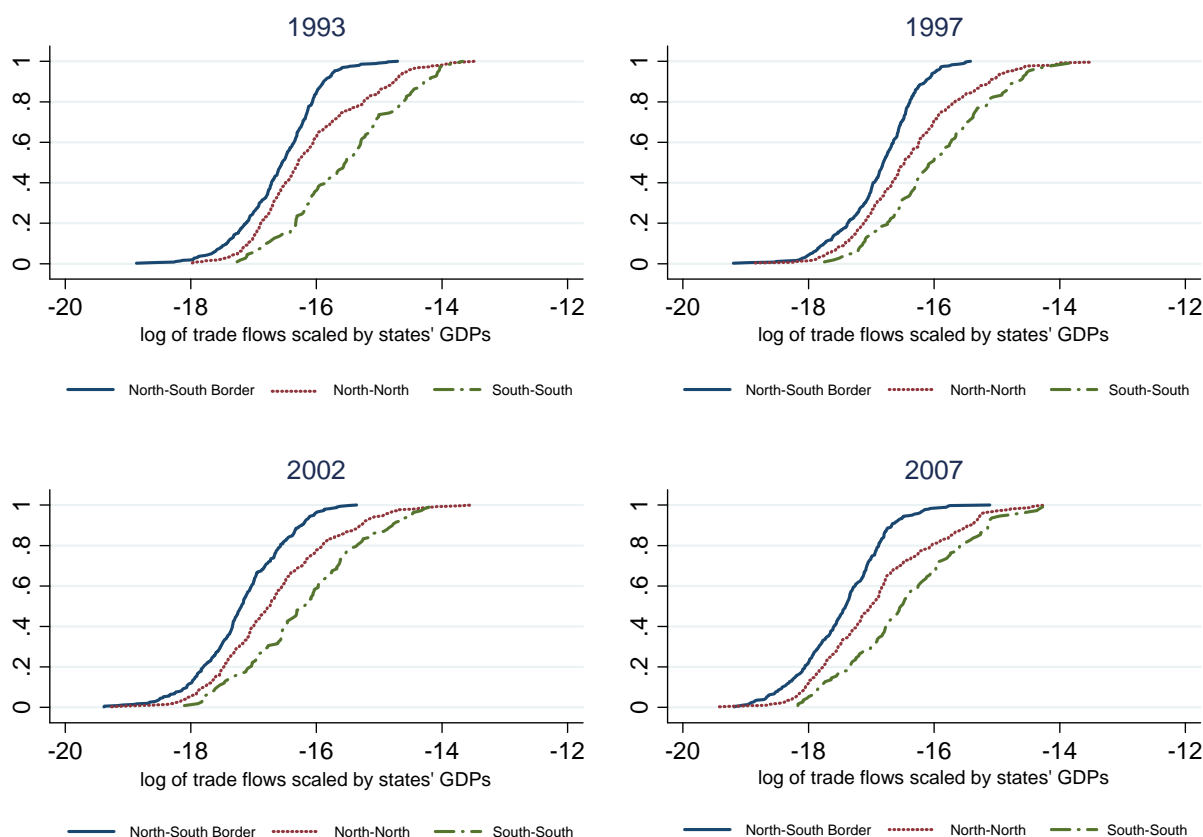 1993
1
.8
.6
.4
.2
0
-20 -18 -16 -14 -12
log of trade flows scaled by states' GDPs
North-South Border North-North South-South
1997
1
.8
.6
.4
.2
0
-20 -18 -16 -14 -12
log of trade flows scaled by states' GDPs
North-South Border North-North South-South
2002
1
.8
.6
.4
.2
0
-20 -18 -16 -14 -12
log of trade flows scaled by states' GDPs
North-South Border North-North South-South
2007
1
.8
.6
.4
.2
0
-20 -18 -16 -14 -12
log of trade flows scaled by states' GDPs
North-South Border North-North South-South